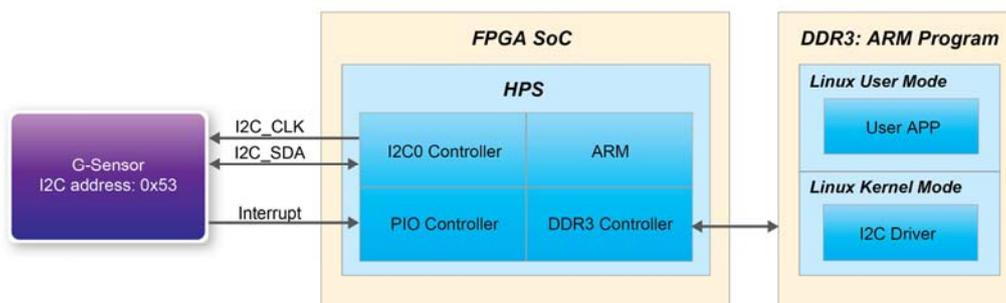 FPGA SoC
DDR3: ARM Program
HPS
Linux User Mode
User APP
I2C_CLK
I2C_SDA
G-Sensor
I2C address: 0x53
I2C0 Controller
ARM
Linux Kernel Mode
Interrupt
PIO Controller
DDR3 Controller
I2C Driver